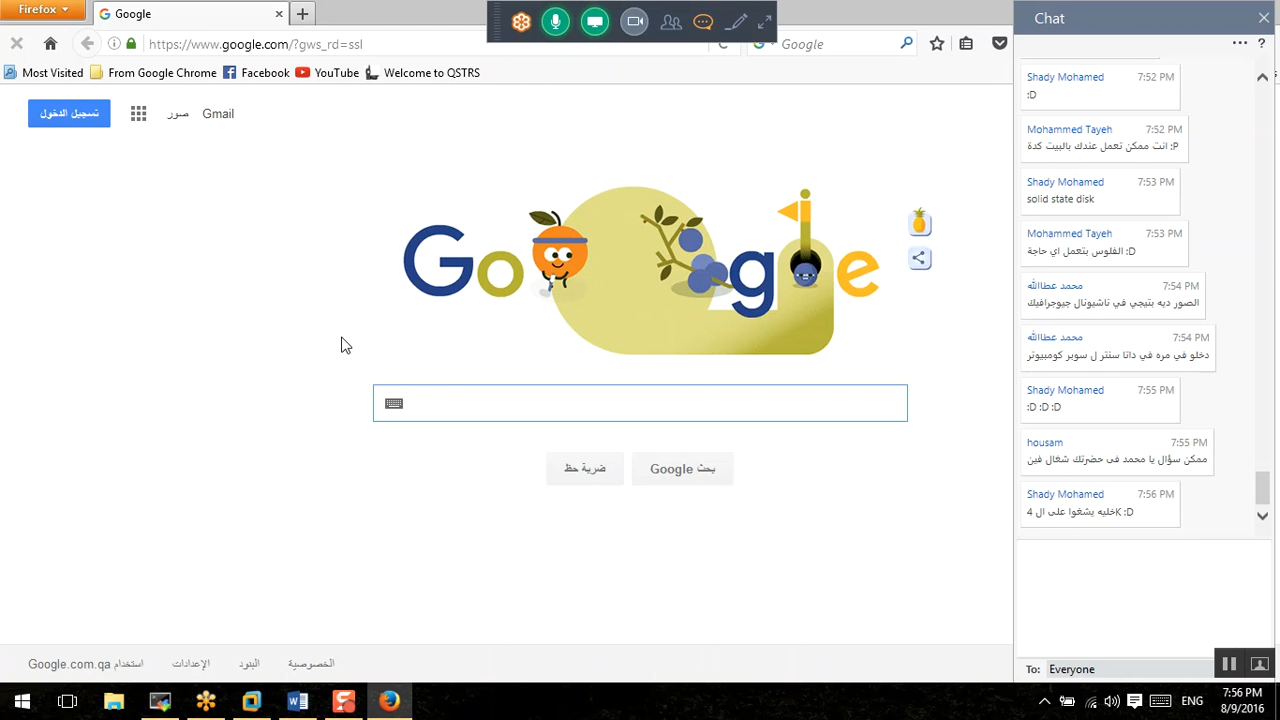 Firefox
Google
https://www.google.com/?gws_rd=ssl
Google
Most Visited
From Google Chrome
Facebook
YouTube
Welcome to QSTRS
تسجيل الدخول
صور
Gmail
Google
بحث Google
ضربة حظ
Google.com.qa استخدام
الإعدادات
البنود
الخصوصية
Chat
Shady Mohamed 7:52 PM
:D
Mohammed Tayeh 7:52 PM
انت ممكن تعمل عندك بالبيت كدة :P
Shady Mohamed 7:53 PM
solid state disk
Mohammed Tayeh 7:53 PM
الفلوس بتعمل اي حاجة :D
محمد عطاالله 7:54 PM
الصور ديه بتيجي في ناشيونال جيوجرافيك
محمد عطاالله 7:54 PM
دخلو في مره في داتا سنتر ل سوير كومبيوتر
Shady Mohamed 7:55 PM
:D :D :D
housam 7:55 PM
ممكن سؤال يا محمد فى حضرتك شغال فين
Shady Mohamed 7:56 PM
خليه يشغوا على ال 4K :D
To: Everyone
ENG
7:56 PM
8/9/2016